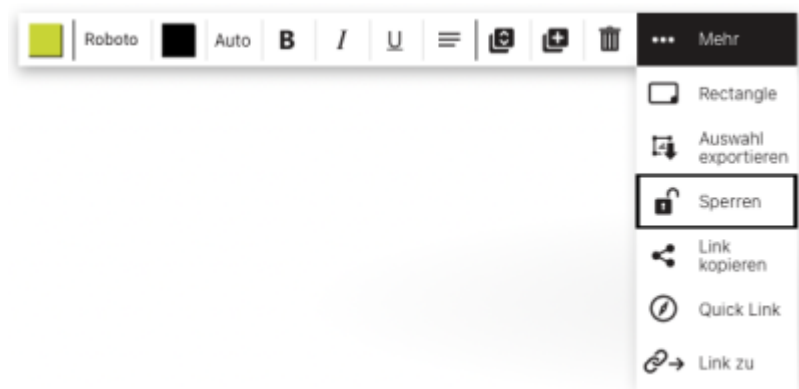 Roboto Auto B I U Mehr
Rectangle
Auswahl
exportieren
Sperren
Link
kopieren
Quick Link
Link zu